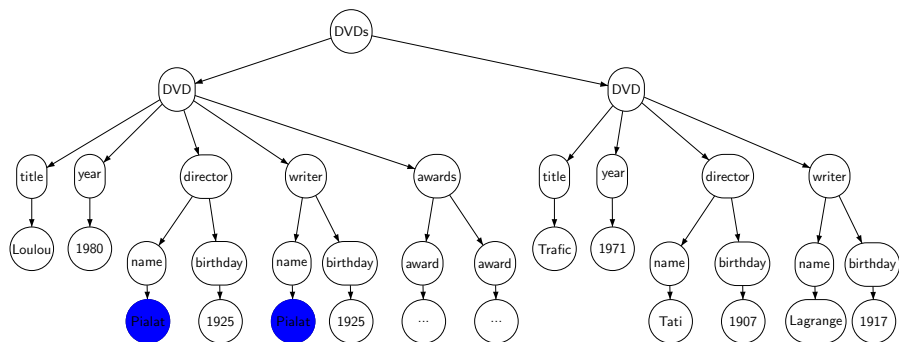 DVDs
DVD DVD
title year director writer awards title year director writer
Loulou 1980 name birthday name birthday award award Trafic 1971 name birthday name birthday
Pialat 1925 Pialat 1925 ... ... Tati 1907 Lagrange 1917